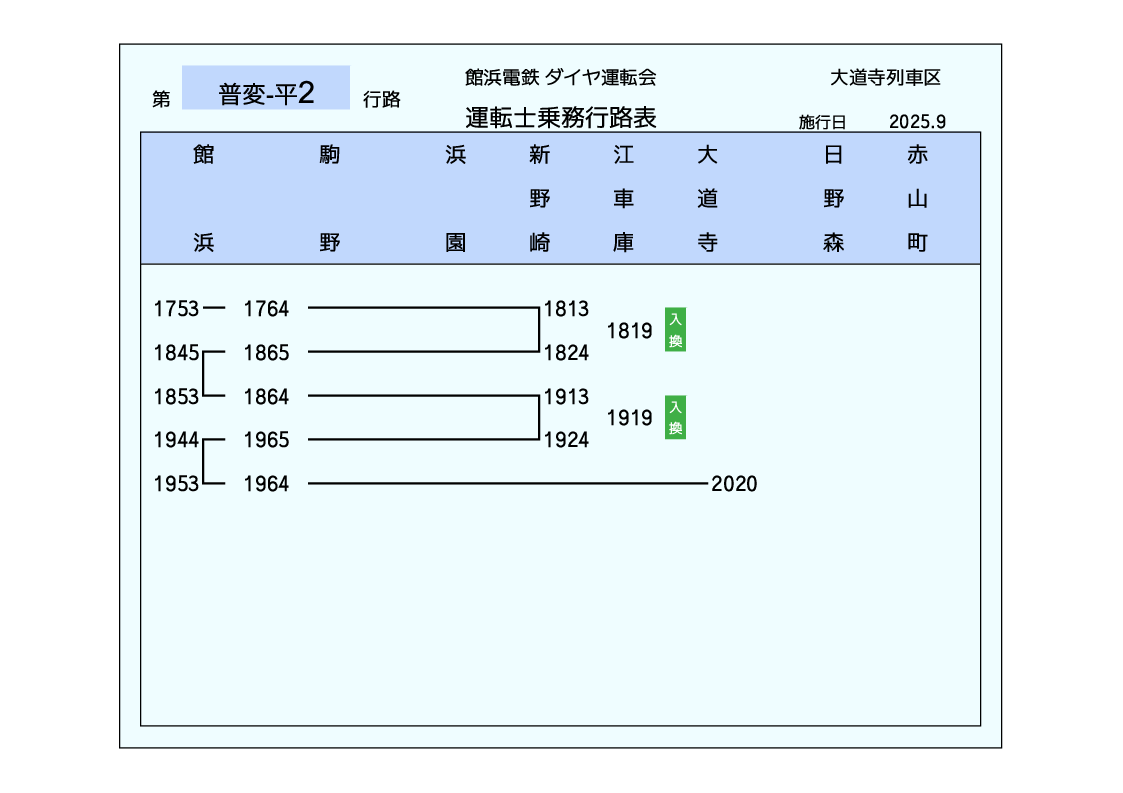 館浜電鉄 ダイヤ運転会
大道寺列車区
第 普変-平2 行路
運転士乗務行路表
施行日 2025.9
館浜 駒野 浜園 新野崎 江車庫 大道寺 日野森 赤山町
1753 1764 1813
1819 入換
1845 1865 1824
1853 1864 1913
1919 入換
1944 1965 1924
1953 1964 2020